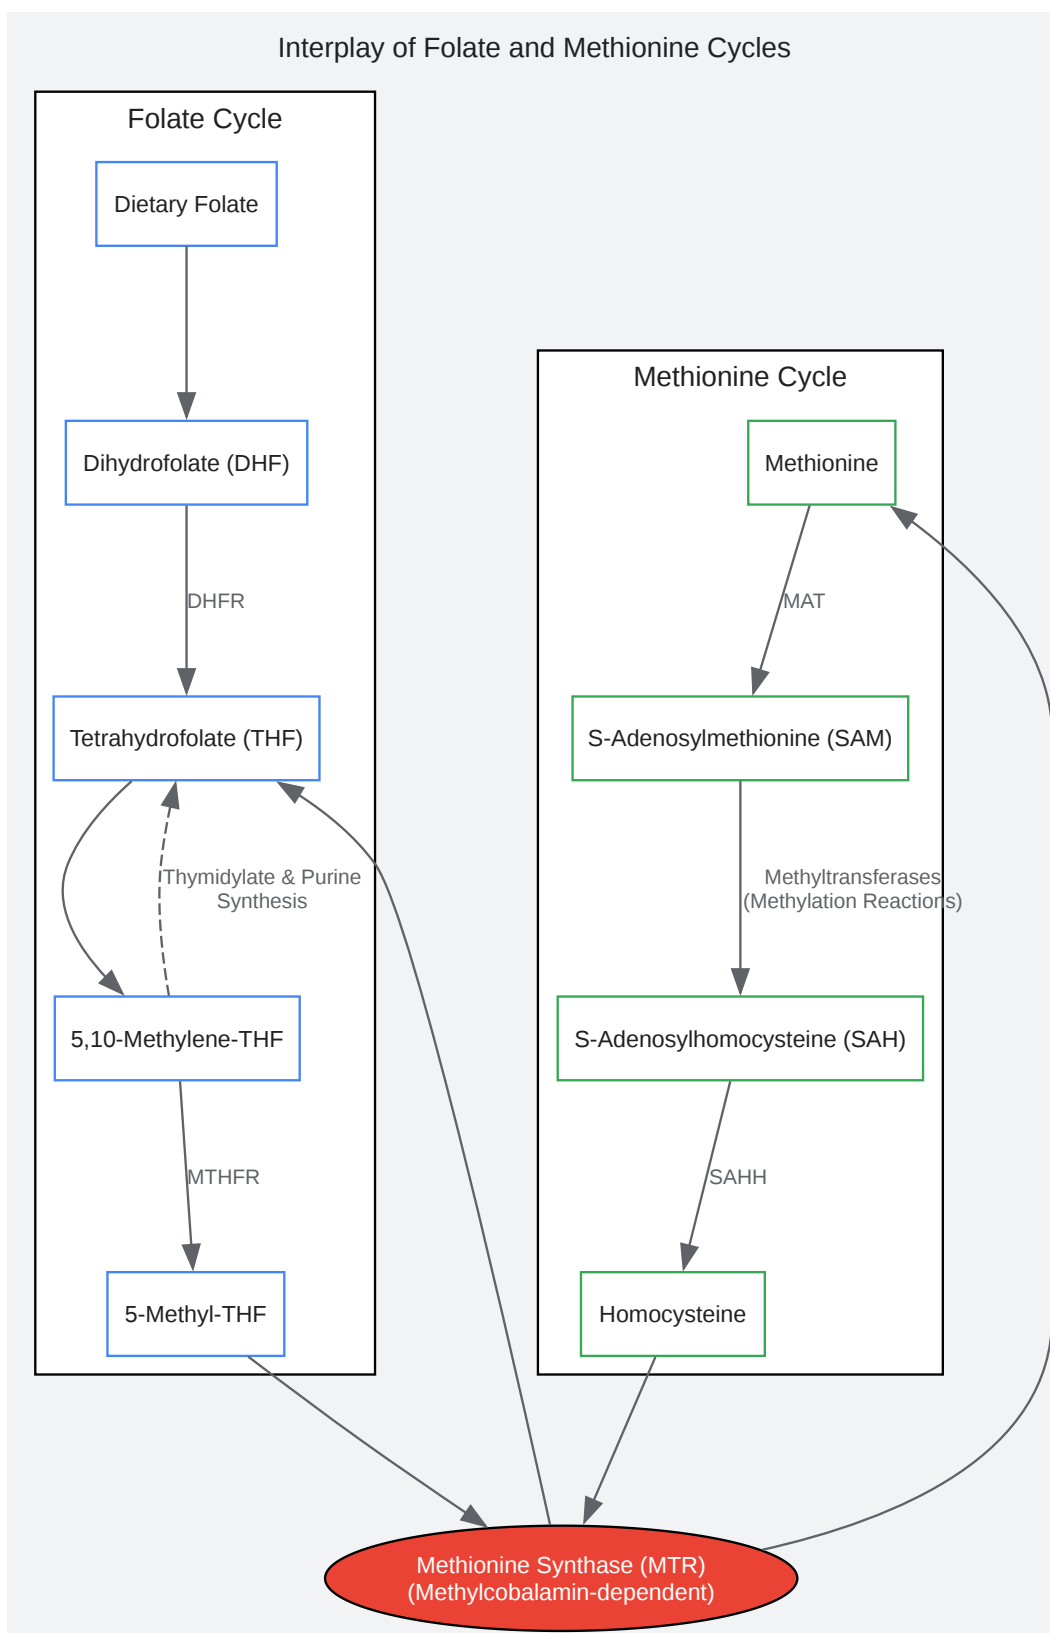 Interplay of Folate and Methionine Cycles
Folate Cycle
Dietary Folate
Dihydrofolate (DHF)
DHFR
Tetrahydrofolate (THF)
Thymidylate & Purine
Synthesis
5,10-Methylene-THF
MTHFR
5-Methyl-THF
Methionine Cycle
Methionine
MAT
S-Adenosylmethionine (SAM)
Methyltransferases
(Methylation Reactions)
S-Adenosylhomocysteine (SAH)
SAHH
Homocysteine
Methionine Synthase (MTR)
(Methylcobalamin-dependent)